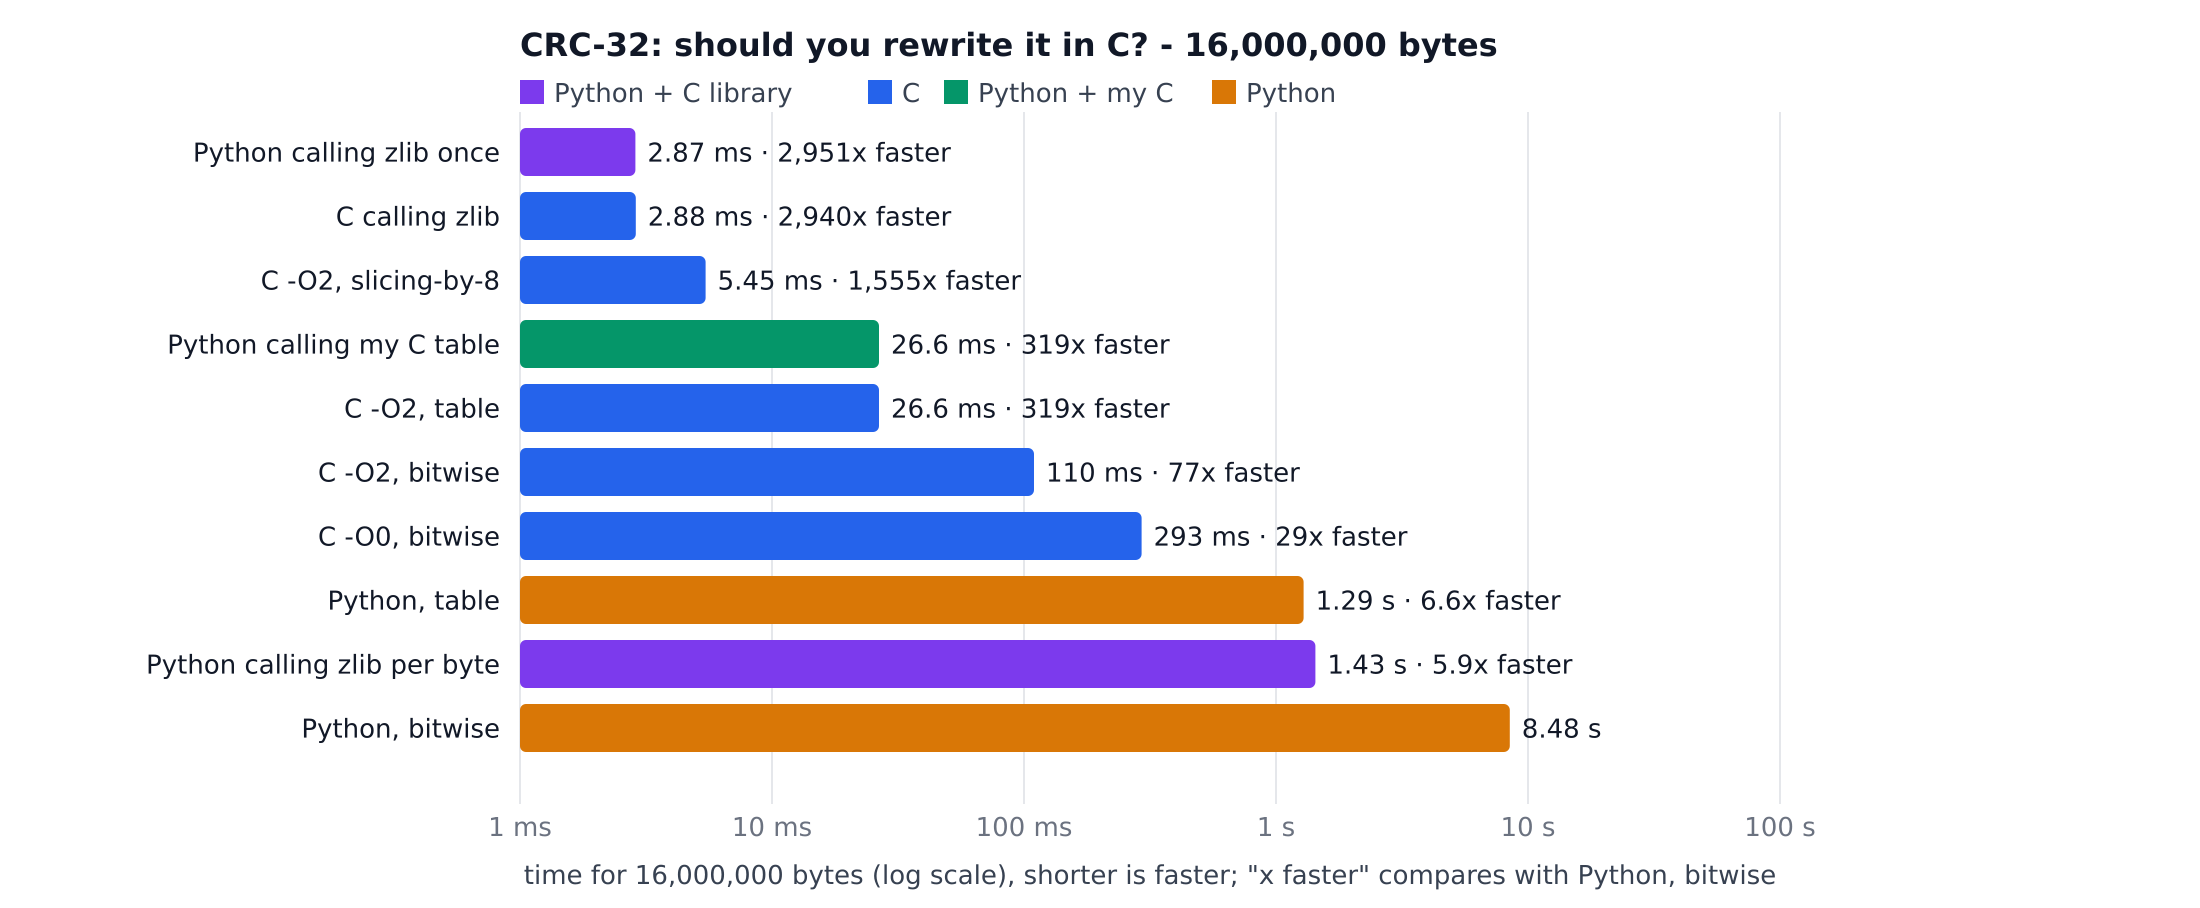 CRC-32: should you rewrite it in C? - 16,000,000 bytes
Python + C library C Python + my C Python
Python calling zlib once 2.87 ms · 2,951x faster
C calling zlib 2.88 ms · 2,940x faster
C -O2, slicing-by-8 5.45 ms · 1,555x faster
Python calling my C table 26.6 ms · 319x faster
C -O2, table 26.6 ms · 319x faster
C -O2, bitwise 110 ms · 77x faster
C -O0, bitwise 293 ms · 29x faster
Python, table 1.29 s · 6.6x faster
Python calling zlib per byte 1.43 s · 5.9x faster
Python, bitwise 8.48 s
1 ms 10 ms 100 ms 1 s 10 s 100 s
time for 16,000,000 bytes (log scale), shorter is faster; "x faster" compares with Python, bitwise